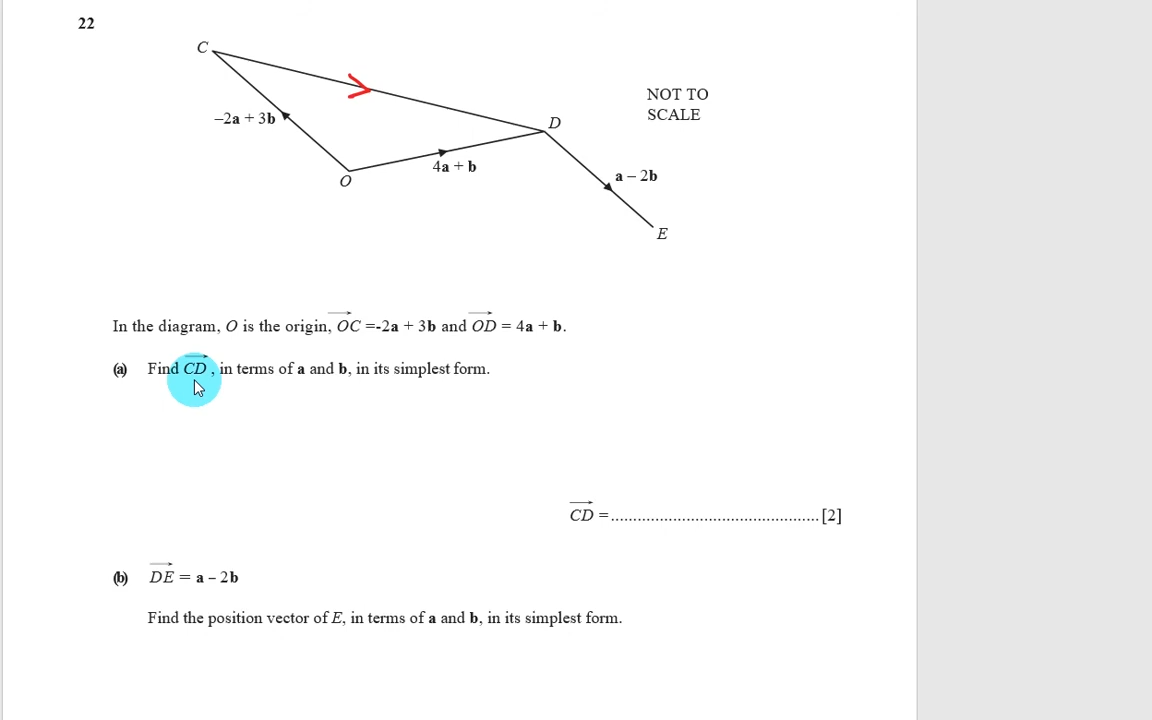 22
C
D
NOT TO
SCALE
–2a + 3b
4a + b
O
a – 2b
E
In the diagram, O is the origin, OC =-2a + 3b and OD = 4a + b.
(a) Find CD , in terms of a and b, in its simplest form.
CD =...............................................[2]
(b) DE = a – 2b
Find the position vector of E, in terms of a and b, in its simplest form.